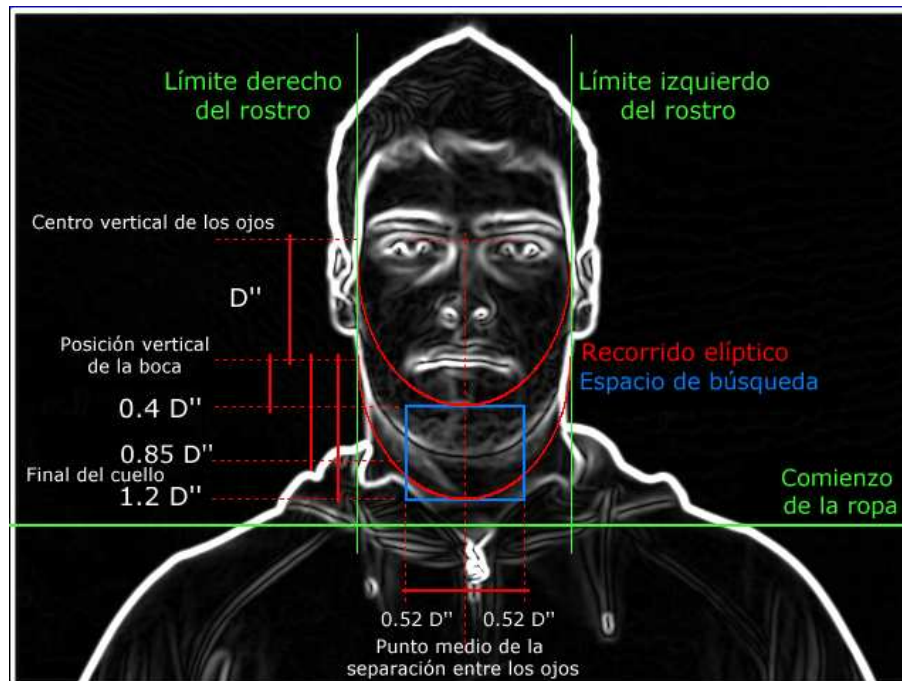 Límite derecho
del rostro
Límite izquierdo
del rostro
Centro vertical de los ojos
D''
Posición vertical
de la boca
Recorrido elíptico
Espacio de búsqueda
0.4 D''
0.85 D''
Final del cuello
1.2 D''
Comienzo
de la ropa
0.52 D'' 0.52 D''
Punto medio de la
separación entre los ojos